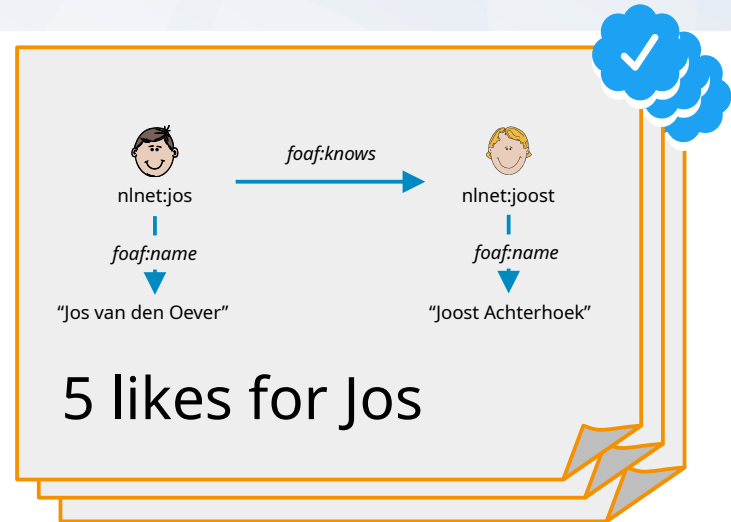 foaf:knows
nlnet:jos
nlnet:joost
foaf:name
foaf:name
“Jos van den Oever”
“Joost Achterhoek”
5 likes for Jos